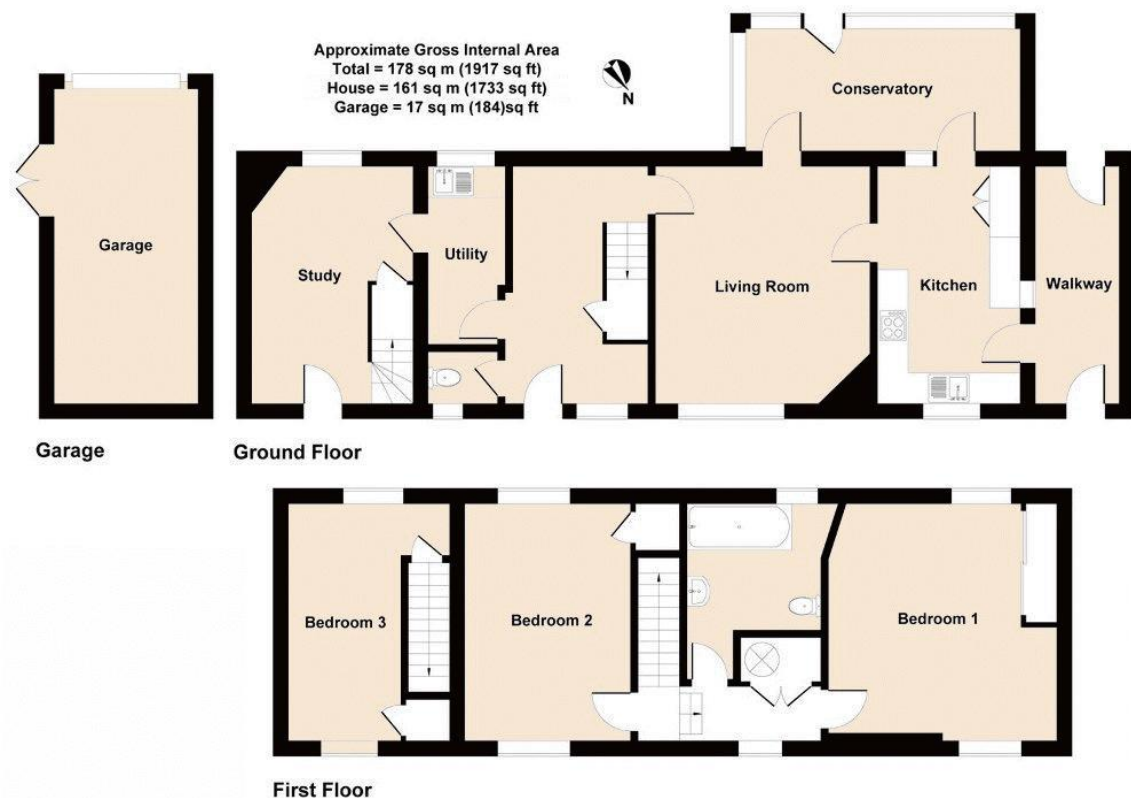 Approximate Gross Internal Area
Total = 178 sq m (1917 sq ft)
House = 161 sq m (1733 sq ft)
Garage = 17 sq m (184)sq ft
N
Conservatory
Garage
Study
Utility
Living Room
Kitchen
Walkway
Garage
Ground Floor
Bedroom 3
Bedroom 2
Bedroom 1
First Floor